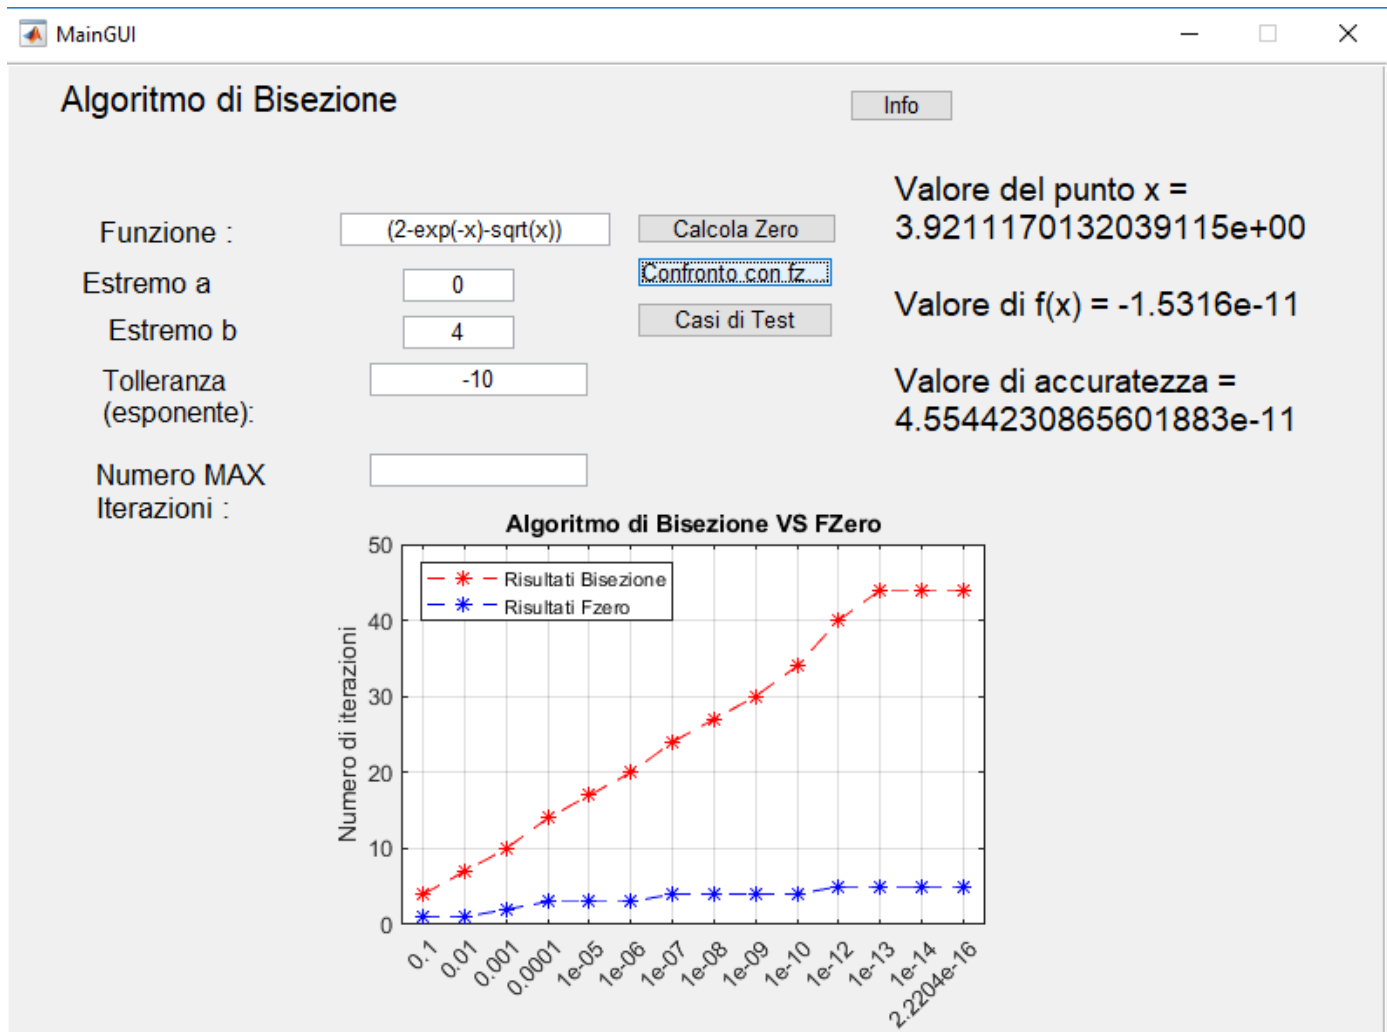 MainGUI
Algoritmo di Bisezione
Info
Funzione :
(2-exp(-x)-sqrt(x))
Calcola Zero
Estremo a
0
Confronto con fz...
Estremo b
4
Casi di Test
Tolleranza
(esponente):
-10
Numero MAX
Iterazioni :
Valore del punto x =
3.9211170132039115e+00
Valore di f(x) = -1.5316e-11
Valore di accuratezza =
4.5544230865601883e-11
Algoritmo di Bisezione VS FZero
Risultati Bisezione
Risultati Fzero
Numero di iterazioni
50
40
30
20
10
0
0.1
0.01
0.001
0.0001
1e-05
1e-06
1e-07
1e-08
1e-09
1e-10
1e-12
1e-13
1e-14
2.2204e-16